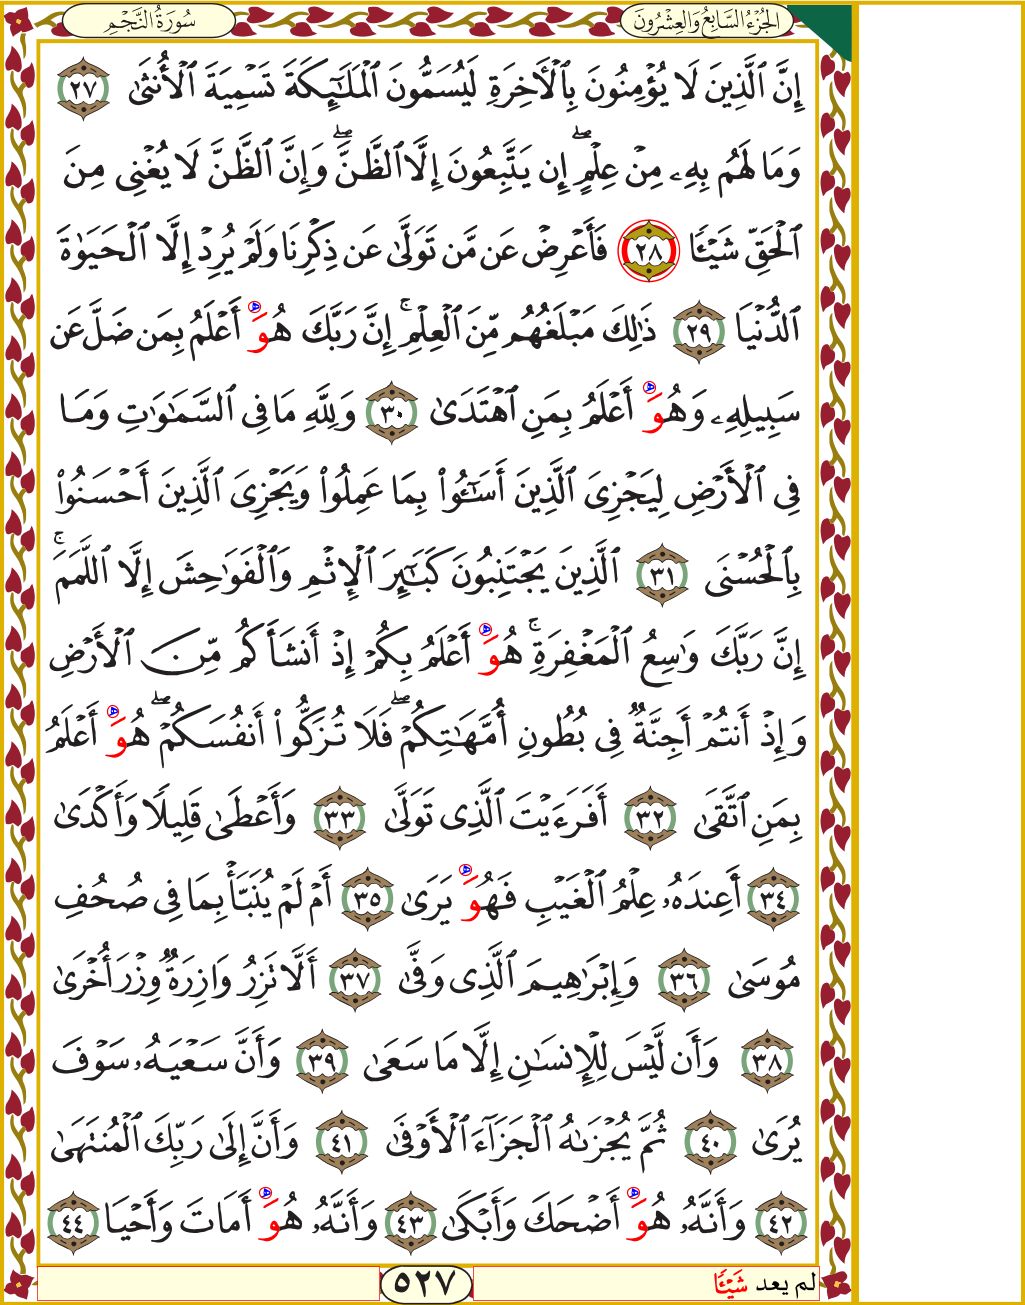 الجُزْءُ السَّابِعُ وَالعِشْرُونَ
سُورَةُ النَّجْمِ
إِنَّ ٱلَّذِينَ لَا يُؤْمِنُونَ بِٱلْأَخِرَةِ لَيُسَمُّونَ ٱلْمَلَٰٓئِكَةَ تَسْمِيَةَ ٱلْأُنثَىٰ ٢٧
وَمَا لَهُم بِهِۦ مِنْ عِلْمٍۖ إِن يَتَّبِعُونَ إِلَّا ٱلظَّنَّۖ وَإِنَّ ٱلظَّنَّ لَا يُغْنِى مِنَ
ٱلْحَقِّ شَيْـًٔا ٢٨ فَأَعْرِضْ عَن مَّن تَوَلَّىٰ عَن ذِكْرِنَا وَلَمْ يُرِدْ إِلَّا ٱلْحَيَوٰةَ
ٱلدُّنْيَا ٢٩ ذَٰلِكَ مَبْلَغُهُم مِّنَ ٱلْعِلْمِۚ إِنَّ رَبَّكَ هُوَ أَعْلَمُ بِمَن ضَلَّ عَن
سَبِيلِهِۦ وَهُوَ أَعْلَمُ بِمَنِ ٱهْتَدَىٰ ٣٠ وَلِلَّهِ مَا فِى ٱلسَّمَٰوَٰتِ وَمَا
فِى ٱلْأَرْضِ لِيَجْزِىَ ٱلَّذِينَ أَسَٰٓـُٔوا۟ بِمَا عَمِلُوا۟ وَيَجْزِىَ ٱلَّذِينَ أَحْسَنُوا۟
بِٱلْحُسْنَى ٣١ ٱلَّذِينَ يَجْتَنِبُونَ كَبَٰٓئِرَ ٱلْإِثْمِ وَٱلْفَوَٰحِشَ إِلَّا ٱللَّمَمَۚ
إِنَّ رَبَّكَ وَٰسِعُ ٱلْمَغْفِرَةِۚ هُوَ أَعْلَمُ بِكُمْ إِذْ أَنشَأَكُم مِّنَ ٱلْأَرْضِ
وَإِذْ أَنتُمْ أَجِنَّةٌ فِى بُطُونِ أُمَّهَٰتِكُمْۖ فَلَا تُزَكُّوٓا۟ أَنفُسَكُمْۖ هُوَ أَعْلَمُ
بِمَنِ ٱتَّقَىٰ ٣٢ أَفَرَءَيْتَ ٱلَّذِى تَوَلَّىٰ ٣٣ وَأَعْطَىٰ قَلِيلًا وَأَكْدَىٰ
٣٤ أَعِندَهُۥ عِلْمُ ٱلْغَيْبِ فَهُوَ يَرَىٰ ٣٥ أَمْ لَمْ يُنَبَّأْ بِمَا فِى صُحُفِ
مُوسَىٰ ٣٦ وَإِبْرَٰهِيمَ ٱلَّذِى وَفَّىٰ ٣٧ أَلَّا تَزِرُ وَازِرَةٌ وِزْرَ أُخْرَىٰ
٣٨ وَأَن لَّيْسَ لِلْإِنسَٰنِ إِلَّا مَا سَعَىٰ ٣٩ وَأَنَّ سَعْيَهُۥ سَوْفَ
يُرَىٰ ٤٠ ثُمَّ يُجْزَىٰهُ ٱلْجَزَآءَ ٱلْأَوْفَىٰ ٤١ وَأَنَّ إِلَىٰ رَبِّكَ ٱلْمُنتَهَىٰ
٤٢ وَأَنَّهُۥ هُوَ أَضْحَكَ وَأَبْكَىٰ ٤٣ وَأَنَّهُۥ هُوَ أَمَاتَ وَأَحْيَا ٤٤
لم يعد شَيْـًٔا
٥٢٧